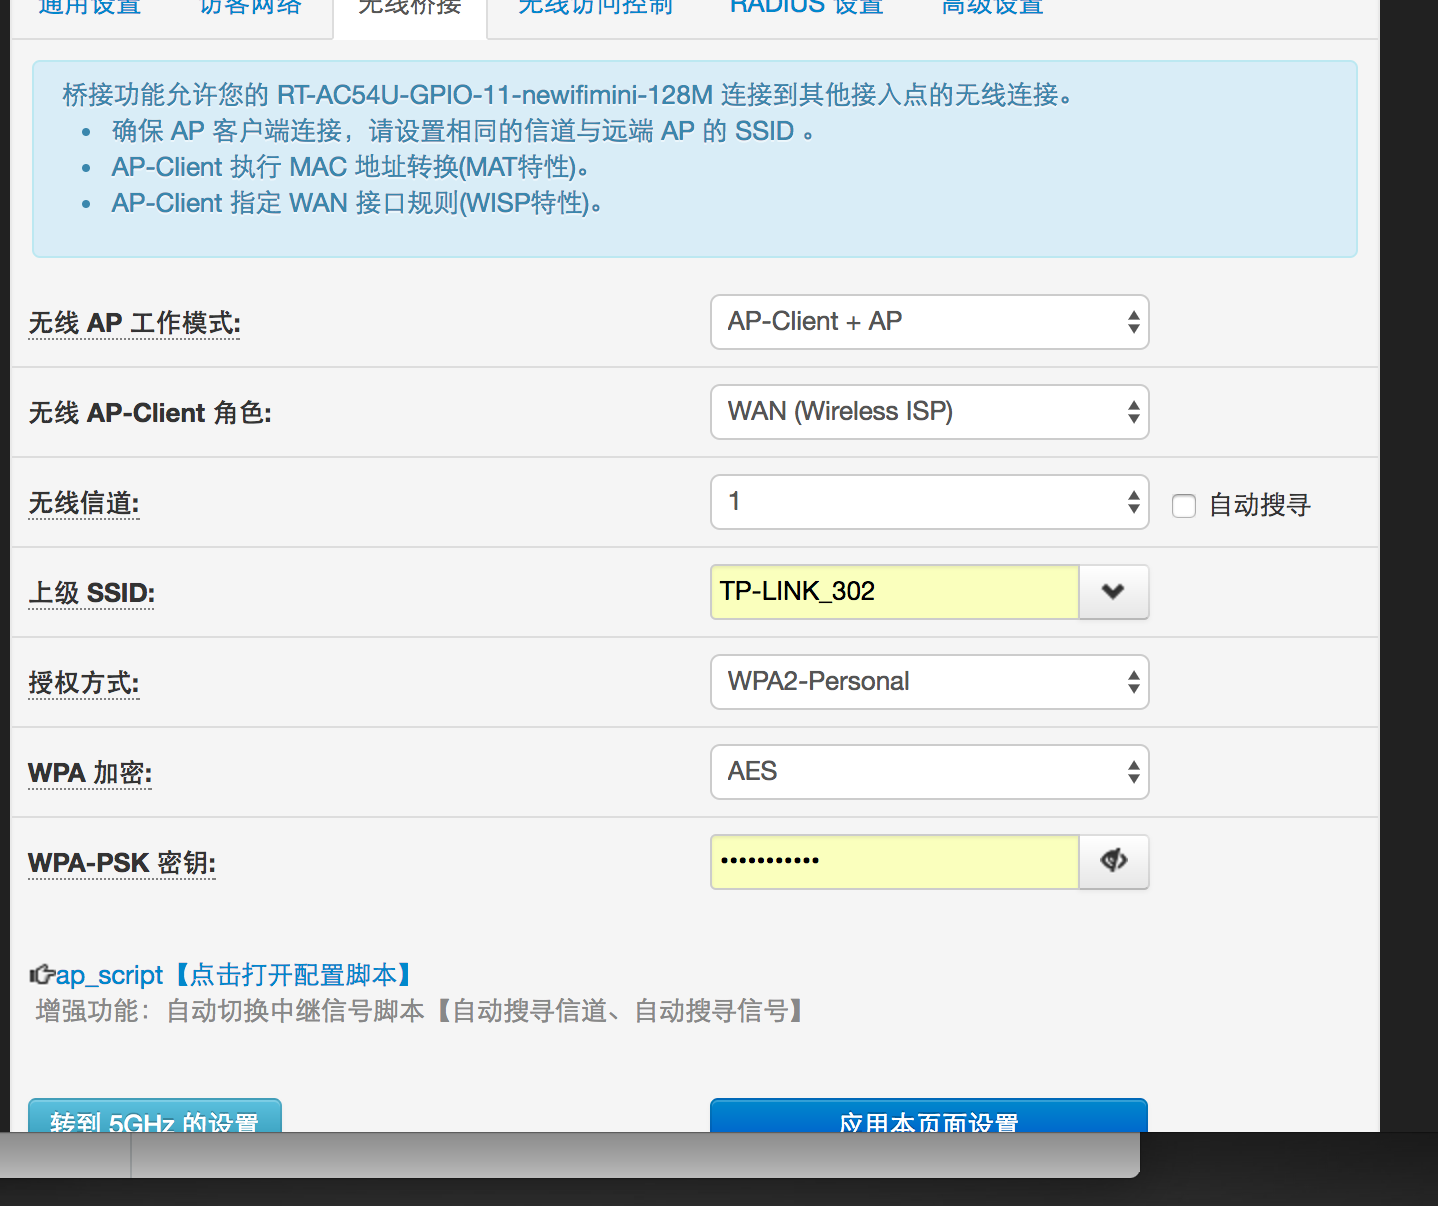 通用设置 访客网络 无线桥接 无线访问控制 RADIUS 设置 高级设置
桥接功能允许您的 RT-AC54U-GPIO-11-newifimini-128M 连接到其他接入点的无线连接。
• 确保 AP 客户端连接，请设置相同的信道与远端 AP 的 SSID 。
• AP-Client 执行 MAC 地址转换(MAT特性)。
• AP-Client 指定 WAN 接口规则(WISP特性)。
无线 AP 工作模式: AP-Client + AP
无线 AP-Client 角色: WAN (Wireless ISP)
无线信道: 1 自动搜寻
上级 SSID: TP-LINK_302
授权方式: WPA2-Personal
WPA 加密: AES
WPA-PSK 密钥: •••••••••••
ap_script【点击打开配置脚本】
增强功能：自动切换中继信号脚本【自动搜寻信道、自动搜寻信号】
转到 5GHz 的设置 应用本页面设置